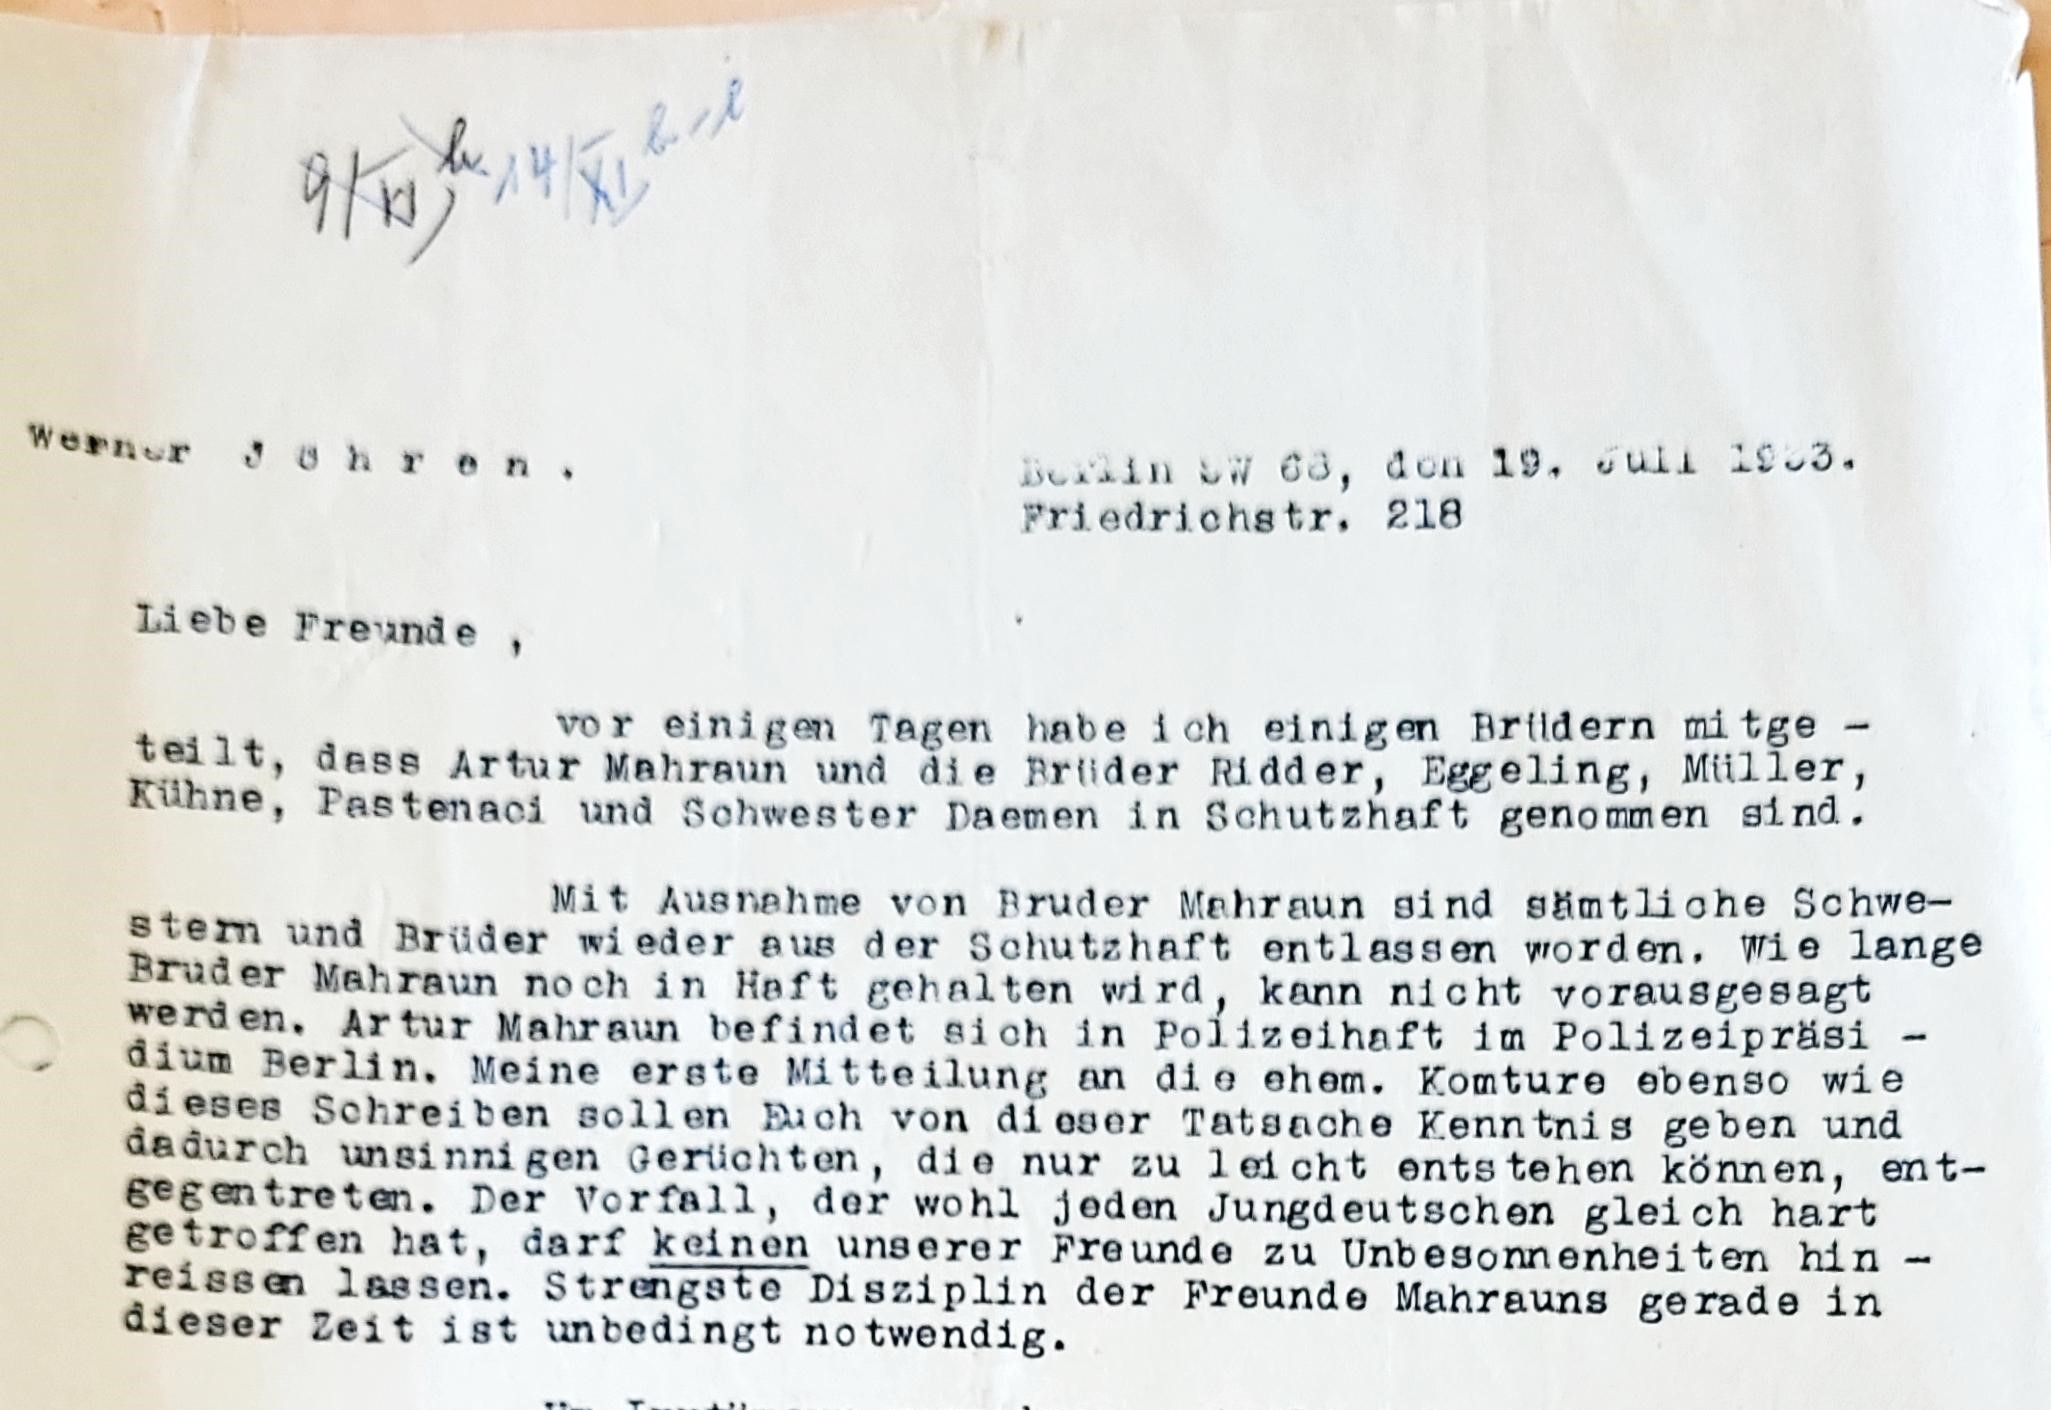 9/XI 14/XI
Werner J ö h r e n .
Berlin SW 68, den 19. Juli 1933.
Friedrichstr. 218
Liebe Freunde ,
vor einigen Tagen habe ich einigen Brüdern mitge -
teilt, dass Artur Mahraun und die Brüder Ridder, Eggeling, Müller,
Kühne, Pastenaci und Schwester Daemen in Schutzhaft genommen sind.
Mit Ausnahme von Bruder Mahraun sind sämtliche Schwe-
stern und Brüder wieder aus der Schutzhaft entlassen worden. Wie lange
Bruder Mahraun noch in Haft gehalten wird, kann nicht vorausgesagt
werden. Artur Mahraun befindet sich in Polizeihaft im Polizeipräsi -
dium Berlin. Meine erste Mitteilung an die ehem. Komture ebenso wie
dieses Schreiben sollen Euch von dieser Tatsache Kenntnis geben und
dadurch unsinnigen Gerüchten, die nur zu leicht entstehen können, ent-
gegentreten. Der Vorfall, der wohl jeden Jungdeutschen gleich hart
getroffen hat, darf keinen unserer Freunde zu Unbesonnenheiten hin -
reissen lassen. Strengste Disziplin der Freunde Mahrauns gerade in
dieser Zeit ist unbedingt notwendig.